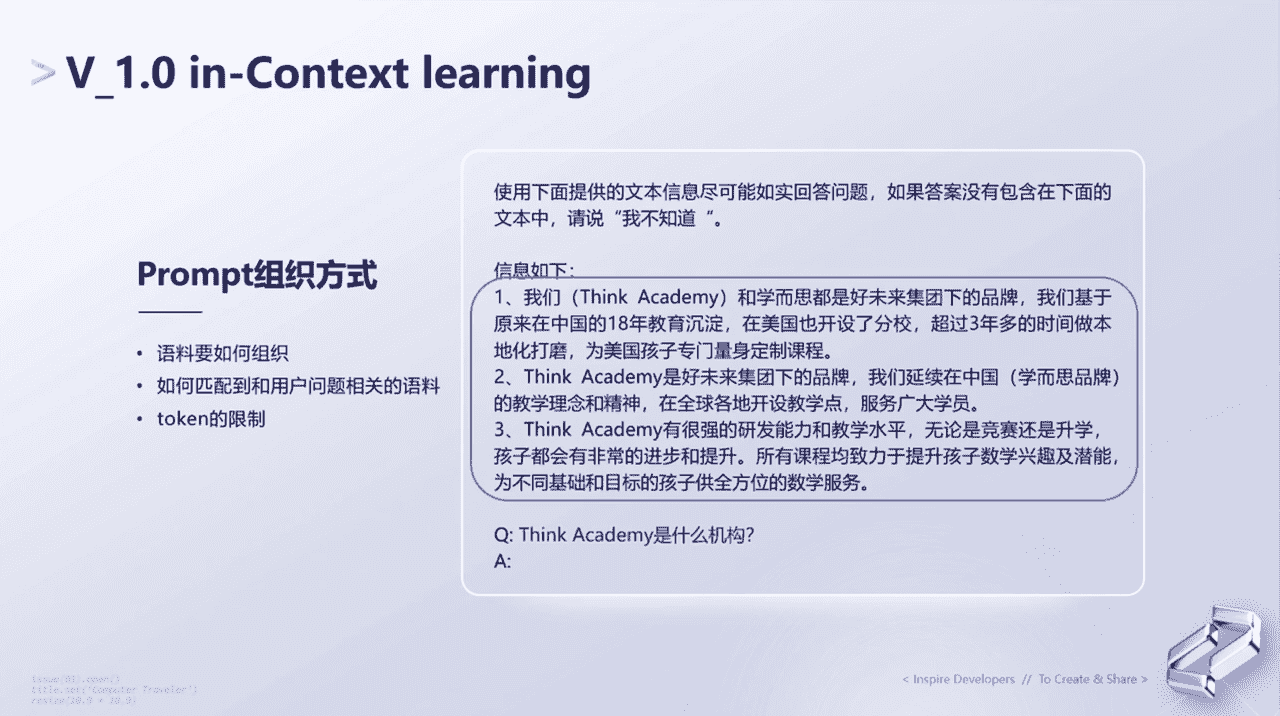 > V_1.0 in-Context learning
Prompt组织方式
• 语料要如何组织
• 如何匹配到和用户问题相关的语料
• token的限制
使用下面提供的文本信息尽可能如实回答问题，如果答案没有包含在下面的
文本中，请说“我不知道“。
信息如下：
1、我们（Think Academy）和学而思都是好未来集团下的品牌，我们基于
原来在中国的18年教育沉淀，在美国也开设了分校，超过3年多的时间做本
地化打磨，为美国孩子专门量身定制课程。
2、Think Academy是好未来集团下的品牌，我们延续在中国（学而思品牌）
的教学理念和精神，在全球各地开设教学点，服务广大学员。
3、Think Academy有很强的研发能力和教学水平，无论是竞赛还是升学，
孩子都会有非常的进步和提升。所有课程均致力于提升孩子数学兴趣及潜能，
为不同基础和目标的孩子供全方位的数学服务。
Q: Think Academy是什么机构？
A:
issue(01).open()
title.set('Computer Traveler')
< Inspire Developers // To Create & Share >